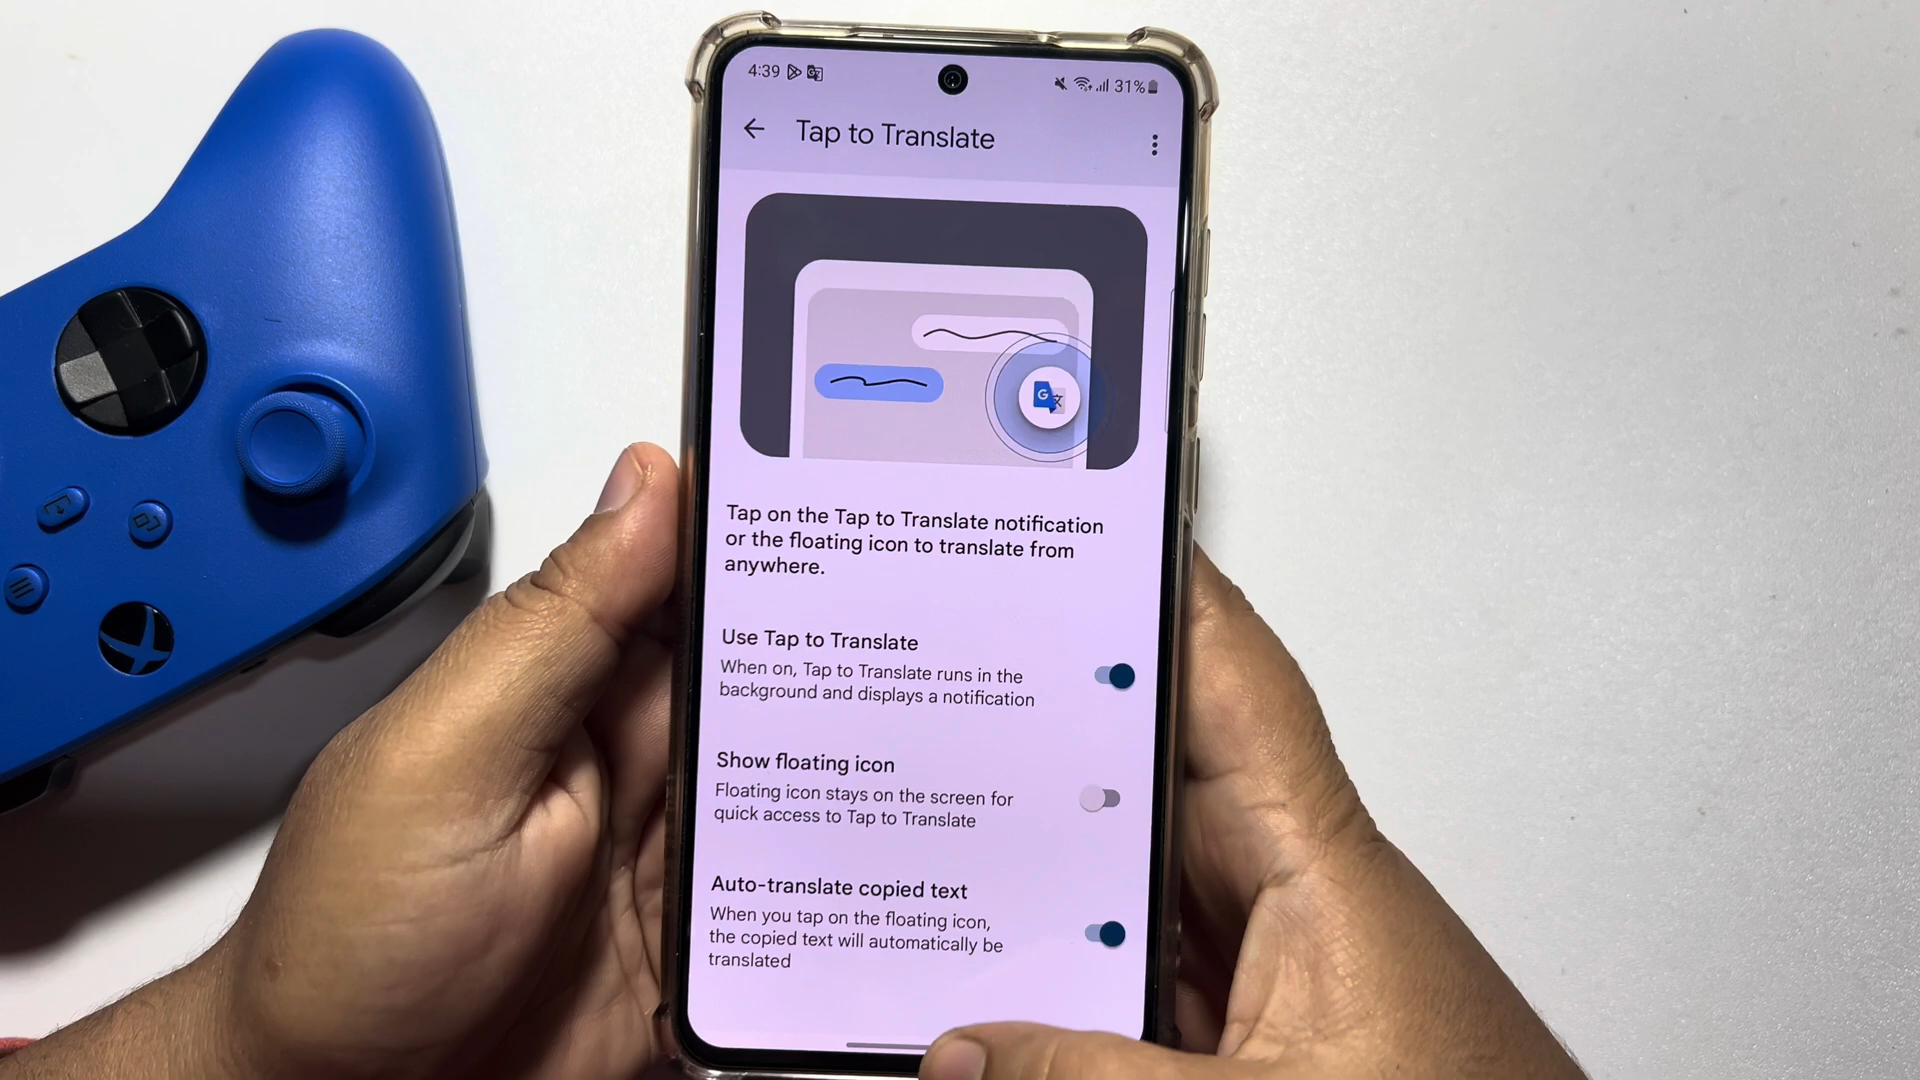 4:39
31%
Tap to Translate
G
Tap on the Tap to Translate notification
or the floating icon to translate from
anywhere.
Use Tap to Translate
When on, Tap to Translate runs in the
background and displays a notification
Show floating icon
Floating icon stays on the screen for
quick access to Tap to Translate
Auto-translate copied text
When you tap on the floating icon,
the copied text will automatically be
translated